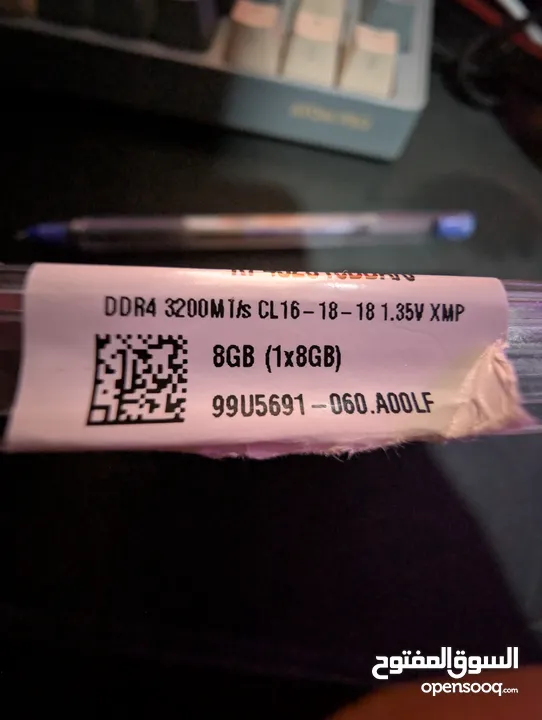 DDR4 3200MT/s CL16-18-18 1.35V XMP
8GB (1x8GB)
99U5691-060.A00LF
السوق المفتوح
opensooq.com